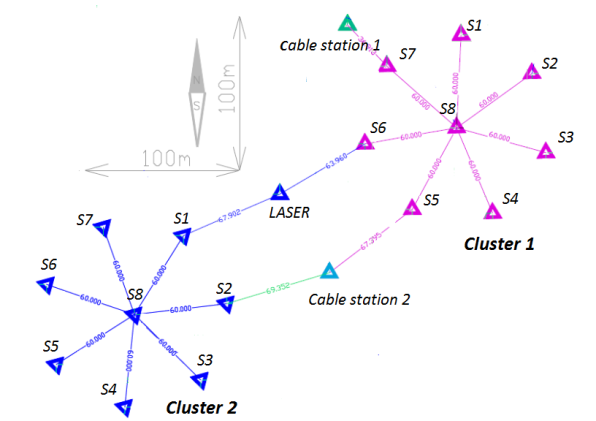 S1
Cable station 1
S7
S2
N
S
100m
60.000
60.000
60.000
S8
S6
60.000
60.000
S3
100m
63.960
60.000
60.000
S5
S4
LASER
S7
S1
67.902
67.295
Cluster 1
S6
60.000
60.000
Cable station 2
S8
S2
69.352
60.000
60.000
S5
60.000
60.000
60.000
S3
S4
Cluster 2